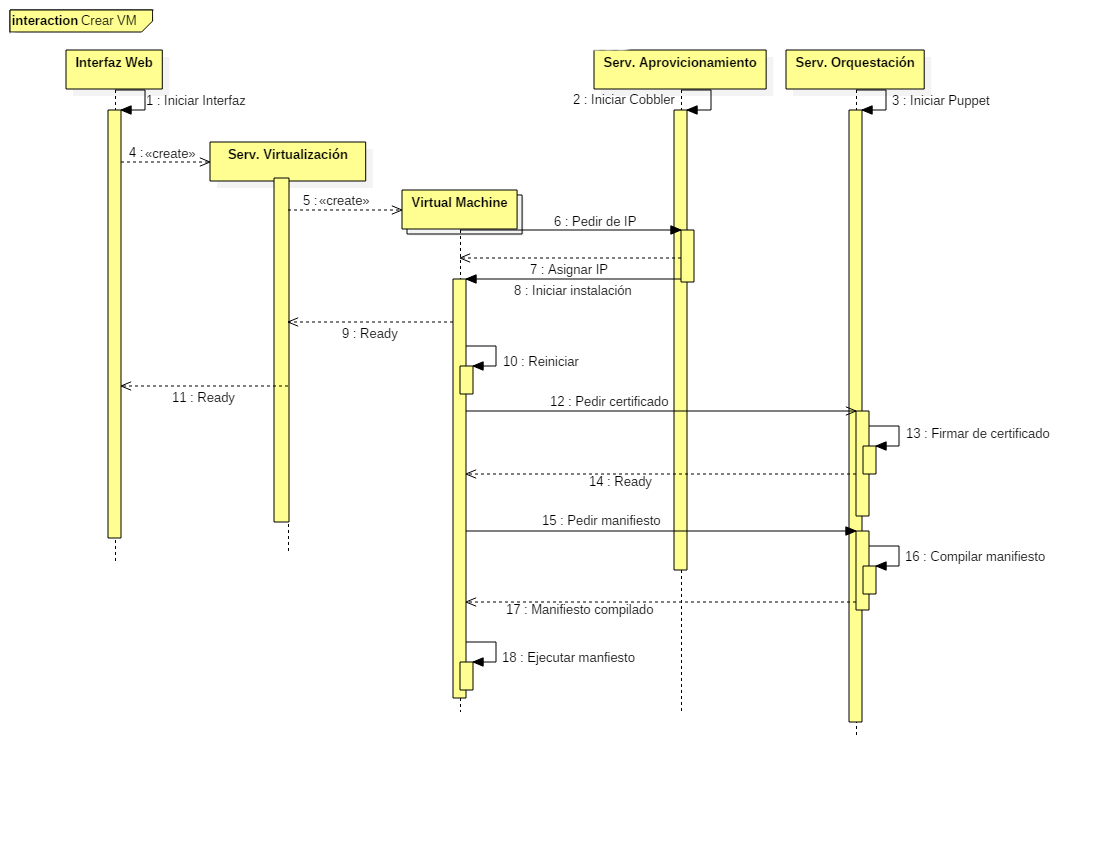 interaction Crear VM
Interfaz Web
Serv. Aprovicionamiento
Serv. Orquestación
1 : Iniciar Interfaz
2 : Iniciar Cobbler
3 : Iniciar Puppet
4 : «create»
Serv. Virtualización
5 : «create»
Virtual Machine
6 : Pedir de IP
7 : Asignar IP
8 : Iniciar instalación
9 : Ready
10 : Reiniciar
11 : Ready
12 : Pedir certificado
13 : Firmar de certificado
14 : Ready
15 : Pedir manifiesto
16 : Compilar manifiesto
17 : Manifiesto compilado
18 : Ejecutar manfiesto